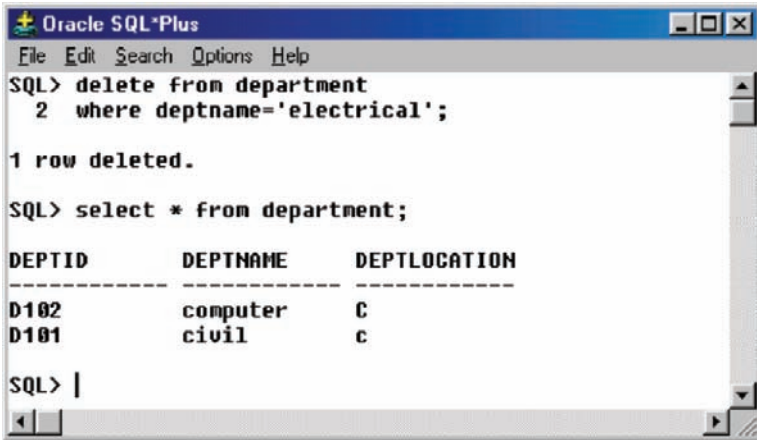 Oracle SQL*Plus
File Edit Search Options Help
SQL> delete from department
2 where deptname='electrical';
1 row deleted.
SQL> select * from department;
DEPTID DEPTNAME DEPTLOCATION
------------ ------------ ------------
D102 computer C
D101 civil c
SQL>